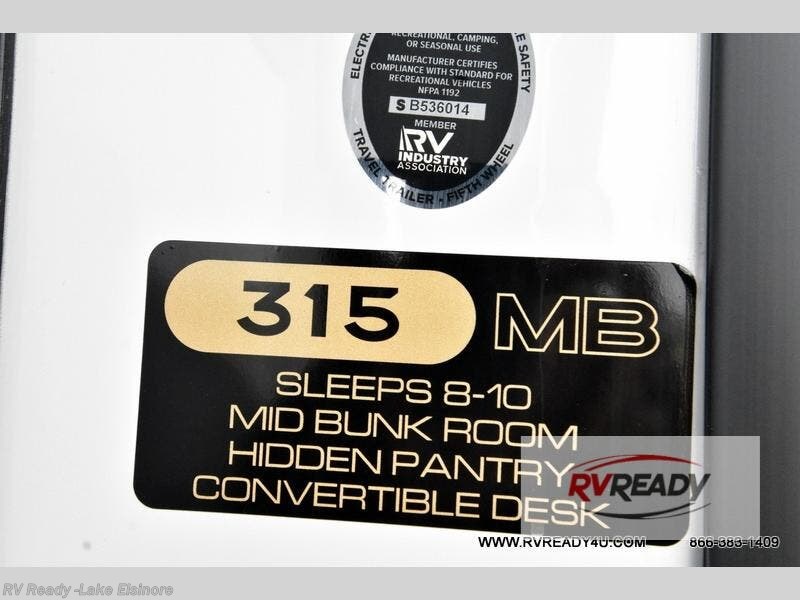 RECREATIONAL, CAMPING,
OR SEASONAL USE
MANUFACTURER CERTIFIES
COMPLIANCE WITH STANDARD FOR
RECREATIONAL VEHICLES
NFPA 1192
S B536014
MEMBER
RV
INDUSTRY
ASSOCIATION
SAFETY
TRAVEL TRAILER - FIFTH WHEEL
315 MB
SLEEPS 8-10
MID BUNK ROOM
HIDDEN PANTRY
CONVERTIBLE DESK
RVREADY
WWW.RVREADY4U.COM 866-383-1409
RV Ready -Lake Elsinore